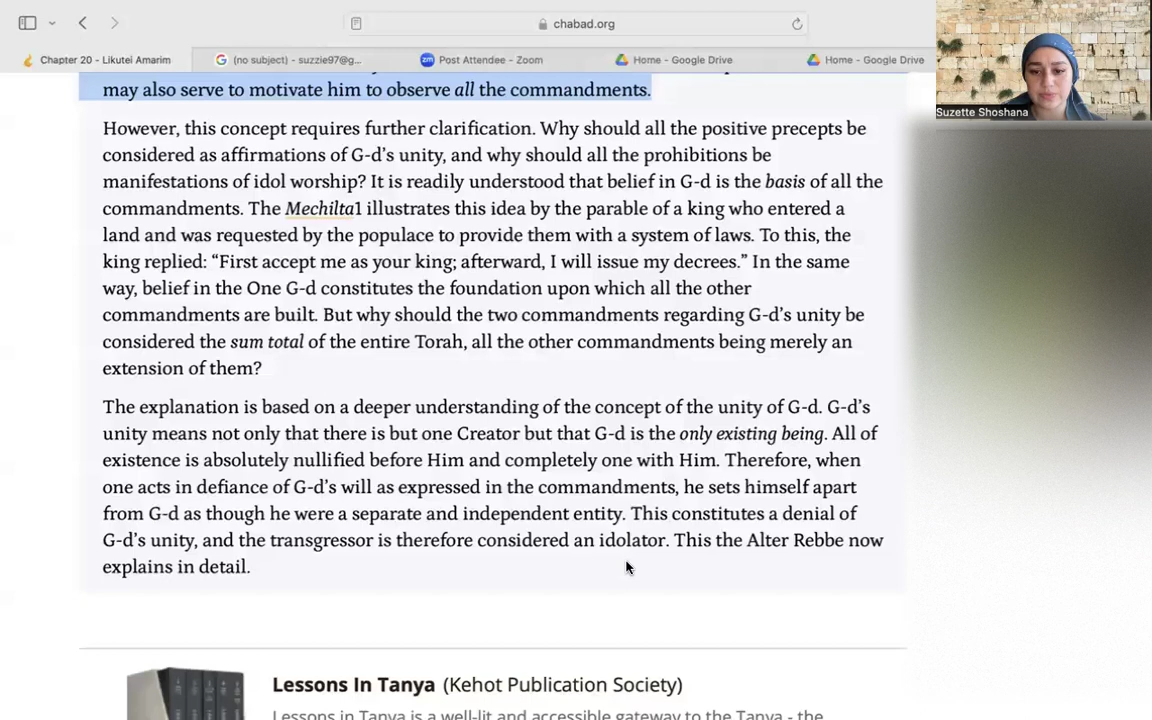 chabad.org
Chapter 20 - Likutei Amarim
(no subject) - suzzie97@g...
zm Post Attendee - Zoom
Home - Google Drive
Home - Google Drive
Suzette Shoshana
may also serve to motivate him to observe all the commandments.
However, this concept requires further clarification. Why should all the positive precepts be
considered as affirmations of G-d’s unity, and why should all the prohibitions be
manifestations of idol worship? It is readily understood that belief in G-d is the basis of all the
commandments. The Mechilta1 illustrates this idea by the parable of a king who entered a
land and was requested by the populace to provide them with a system of laws. To this, the
king replied: “First accept me as your king; afterward, I will issue my decrees.” In the same
way, belief in the One G-d constitutes the foundation upon which all the other
commandments are built. But why should the two commandments regarding G-d’s unity be
considered the sum total of the entire Torah, all the other commandments being merely an
extension of them?
The explanation is based on a deeper understanding of the concept of the unity of G-d. G-d’s
unity means not only that there is but one Creator but that G-d is the only existing being. All of
existence is absolutely nullified before Him and completely one with Him. Therefore, when
one acts in defiance of G-d’s will as expressed in the commandments, he sets himself apart
from G-d as though he were a separate and independent entity. This constitutes a denial of
G-d’s unity, and the transgressor is therefore considered an idolator. This the Alter Rebbe now
explains in detail.
Lessons In Tanya (Kehot Publication Society)
Lessons in Tanya is a well-lit and accessible gateway to the Tanya - the